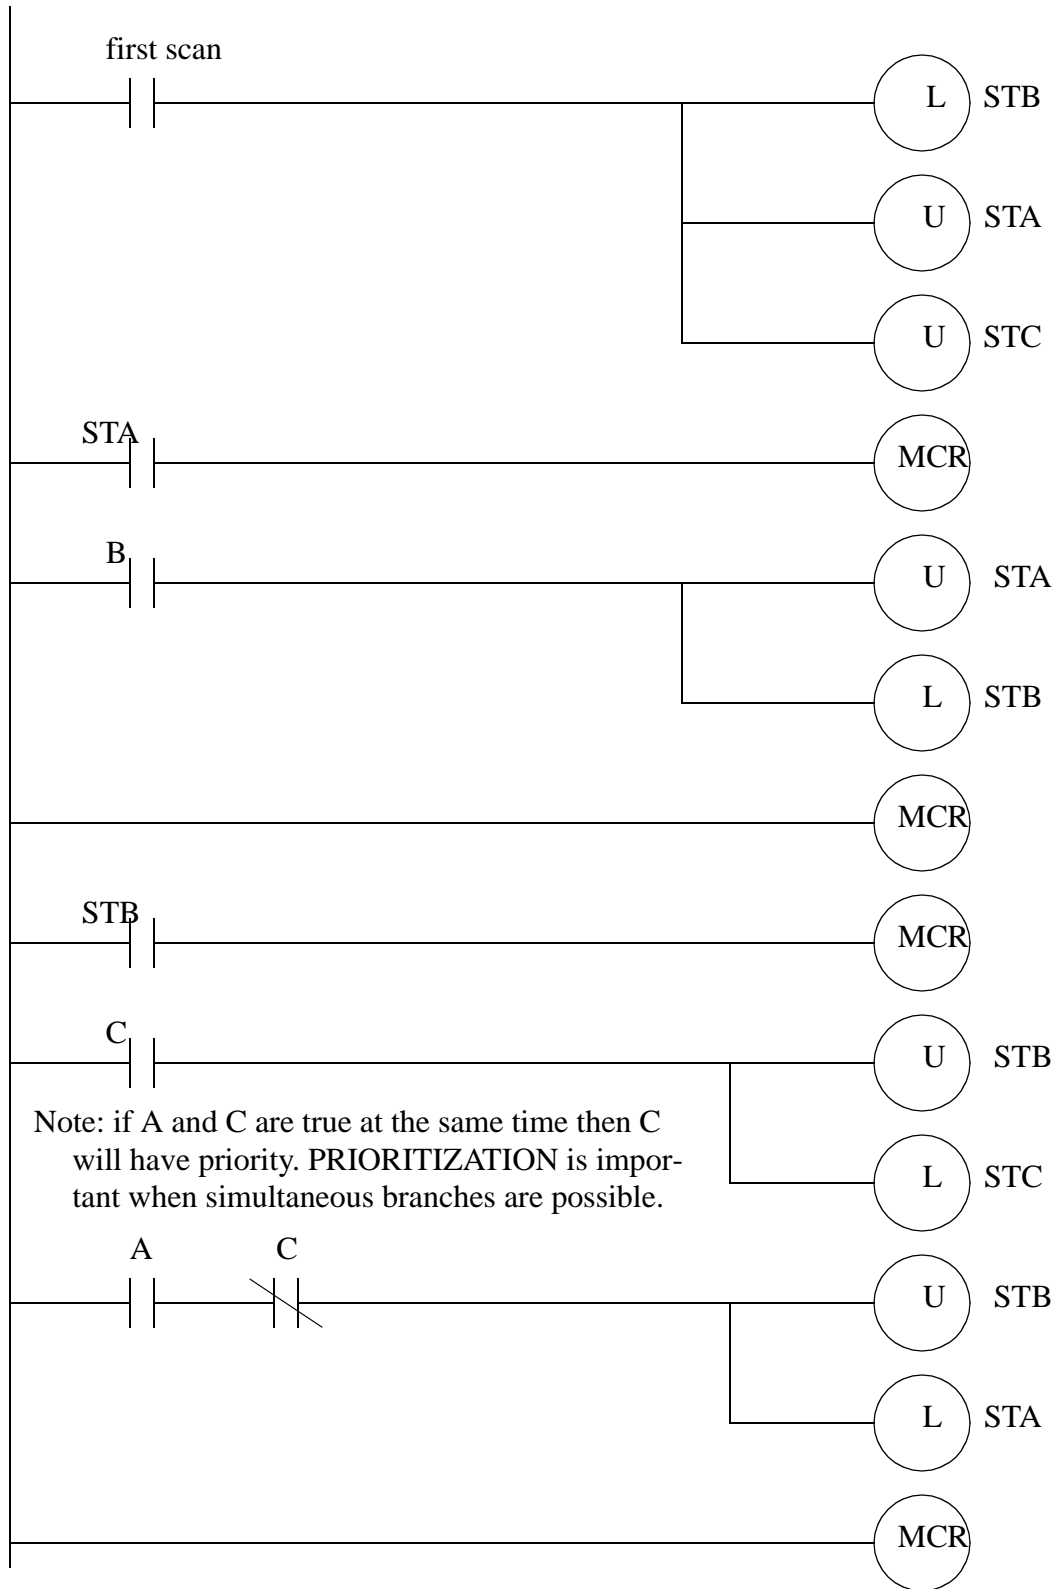 first scan
L STB
U STA
U STC
STA
MCR
B
U STA
L STB
MCR
STB
MCR
C
U STB
Note: if A and C are true at the same time then C
will have priority. PRIORITIZATION is impor-
tant when simultaneous branches are possible.
L STC
A C
U STB
L STA
MCR